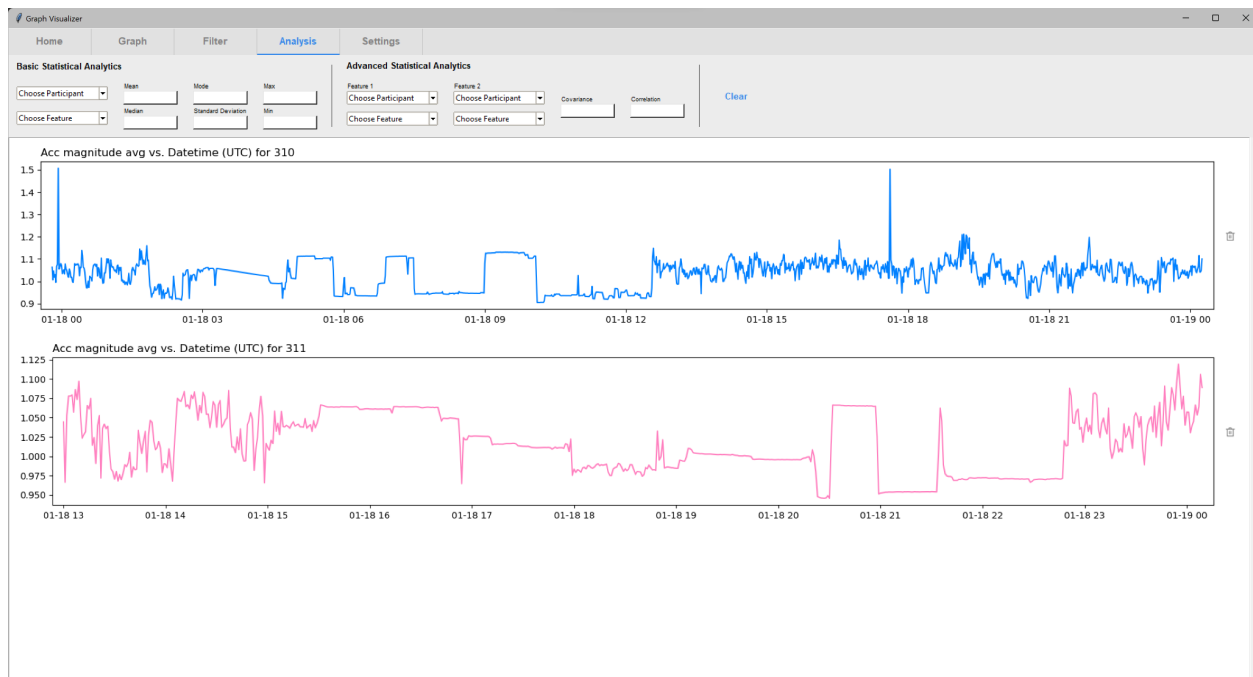 Graph Visualizer
Home Graph Filter Analysis Settings
Basic Statistical Analytics
Choose Participant
Choose Feature
Mean
Mode
Max
Median
Standard Deviation
Min
Advanced Statistical Analytics
Feature 1
Feature 2
Choose Participant
Choose Participant
Choose Feature
Choose Feature
Covariance
Correlation
Clear
Acc magnitude avg vs. Datetime (UTC) for 310
1.5
1.4
1.3
1.2
1.1
1.0
0.9
01-18 00 01-18 03 01-18 06 01-18 09 01-18 12 01-18 15 01-18 18 01-18 21 01-19 00
Acc magnitude avg vs. Datetime (UTC) for 311
1.125
1.100
1.075
1.050
1.025
1.000
0.975
0.950
01-18 13 01-18 14 01-18 15 01-18 16 01-18 17 01-18 18 01-18 19 01-18 20 01-18 21 01-18 22 01-18 23 01-19 00